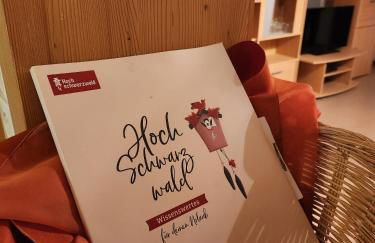 Hoch
schwarzwald
Hoch
Schwarz
wald
Wissenswertes
für deinen Urlaub